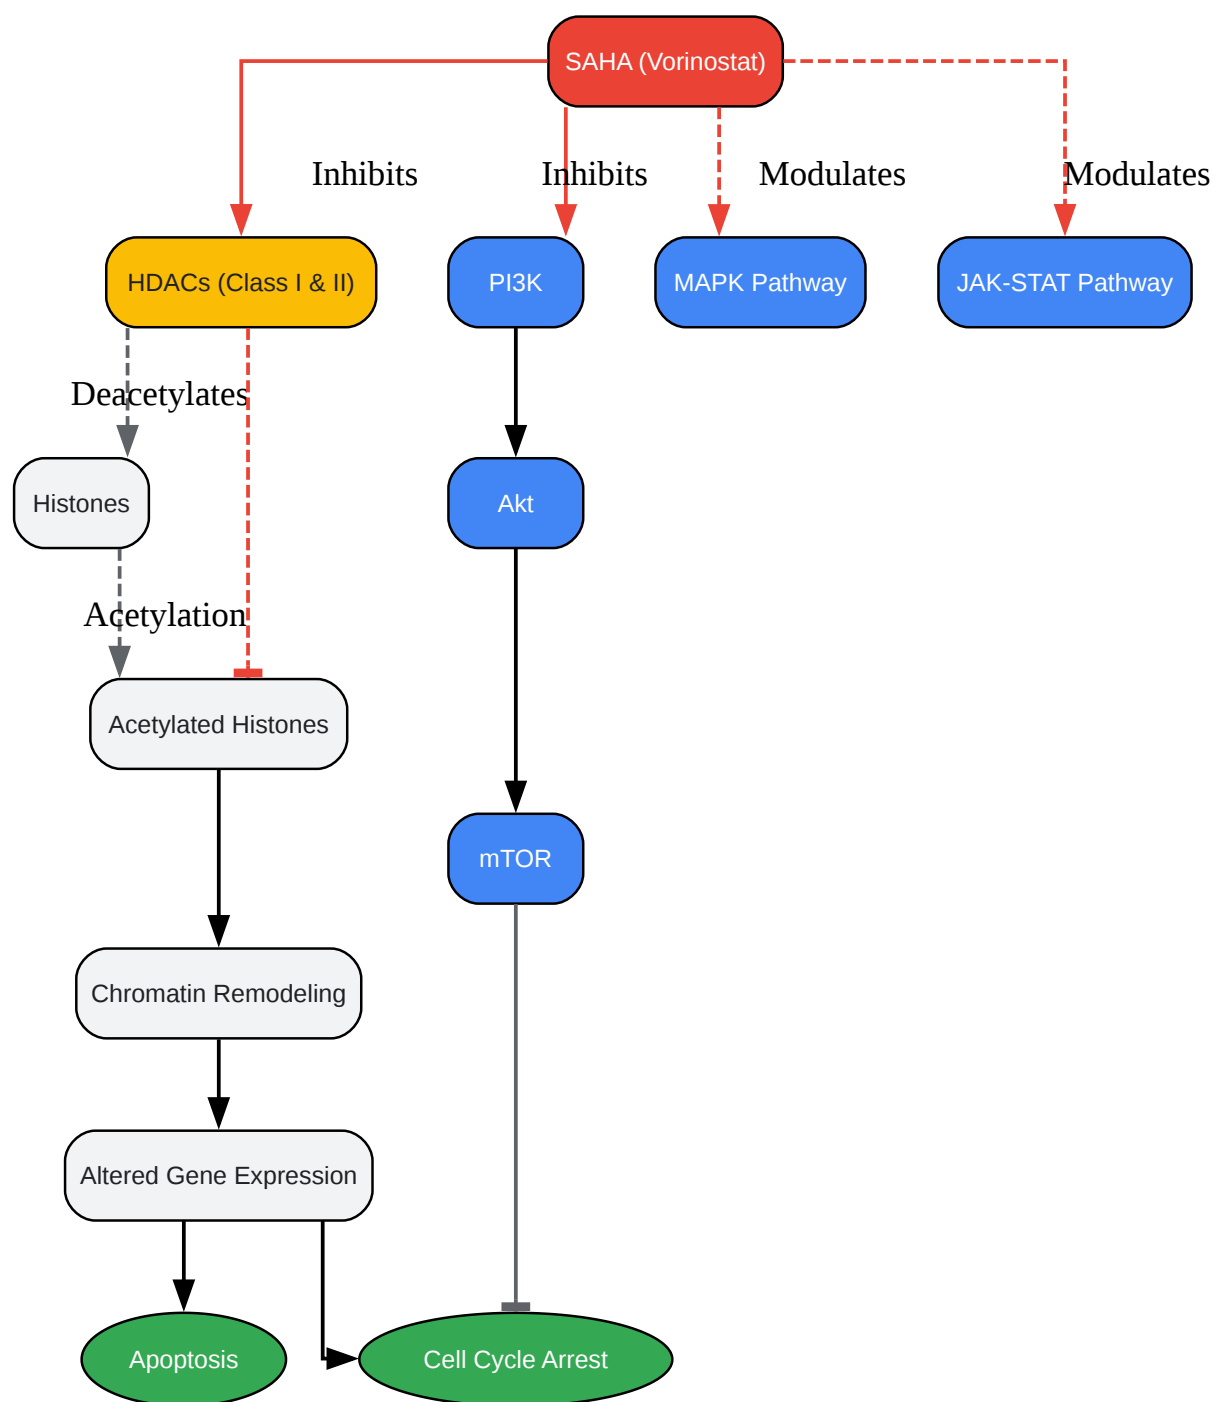 SAHA (Vorinostat)
Inhibits
Inhibits
Modulates
Modulates
HDACs (Class I & II)
PI3K
MAPK Pathway
JAK-STAT Pathway
Deacetylates
Histones
Akt
Acetylation
Acetylated Histones
mTOR
Chromatin Remodeling
Altered Gene Expression
Apoptosis
Cell Cycle Arrest